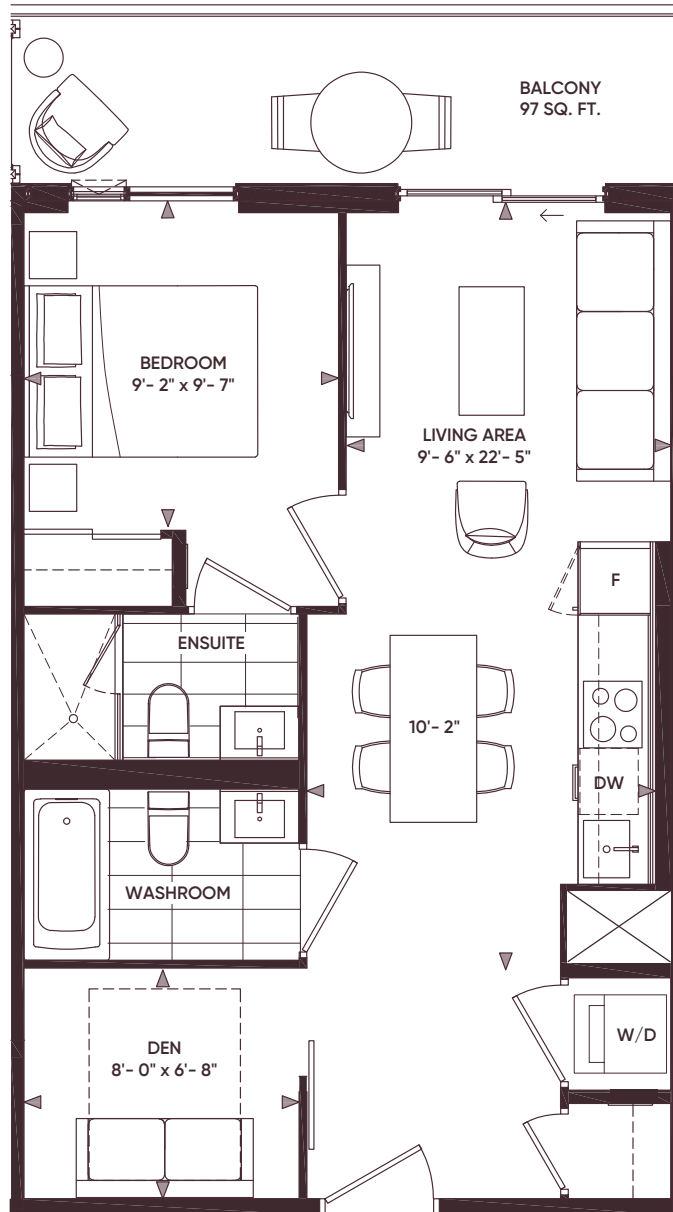 BALCONY
97 SQ. FT.
BEDROOM
9'- 2" x 9'- 7"
LIVING AREA
9'- 6" x 22'- 5"
F
ENSUITE
10'- 2"
DW
WASHROOM
W/D
DEN
8'- 0" x 6'- 8"